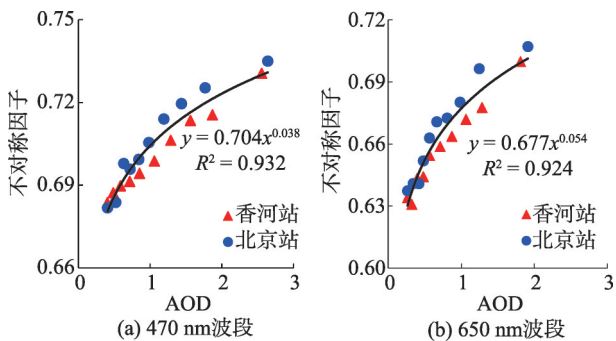 0.75
0.72
0.69
0.66
不对称因子
y = 0.704x^0.038
R² = 0.932
香河站
北京站
0 1 2 3
AOD
(a) 470 nm波段
0.72
0.69
0.66
0.63
0.60
不对称因子
y = 0.677x^0.054
R² = 0.924
香河站
北京站
0 1 2 3
AOD
(b) 650 nm波段